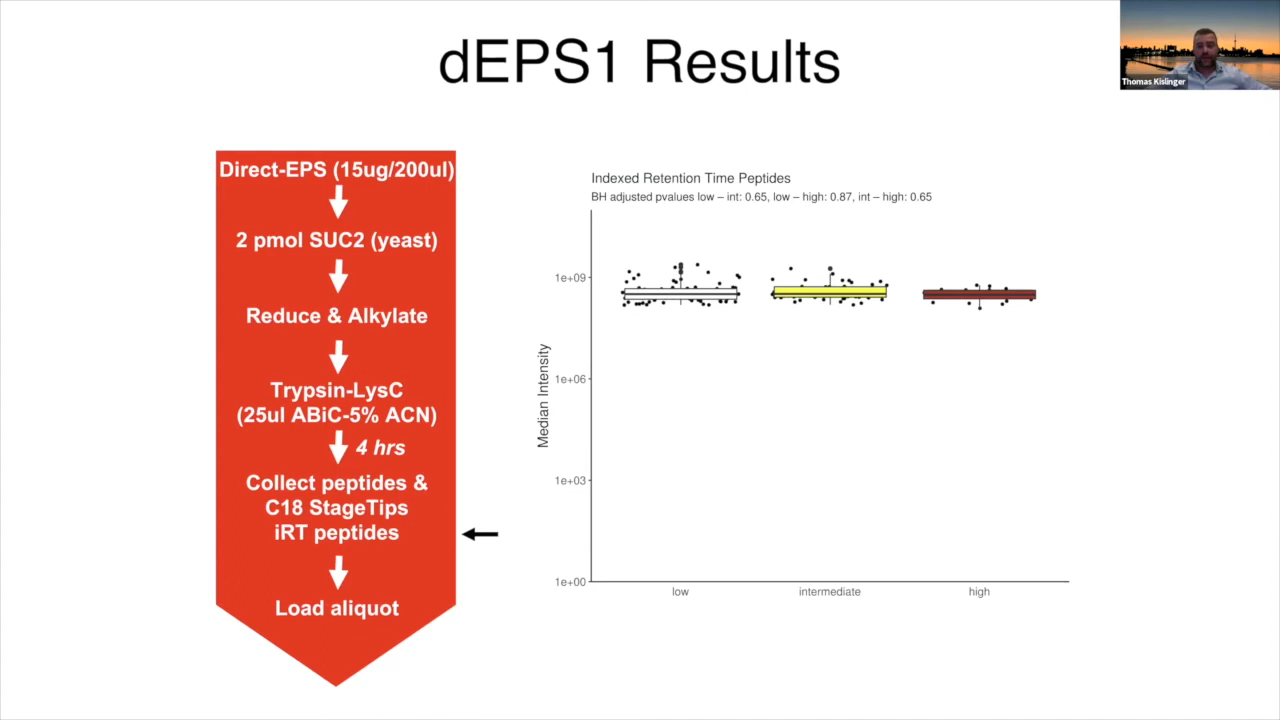 dEPS1 Results
Thomas Kislinger
Direct-EPS (15ug/200ul)
2 pmol SUC2 (yeast)
Reduce & Alkylate
Trypsin-LysC
(25ul ABiC-5% ACN)
4 hrs
Collect peptides &
C18 StageTips
iRT peptides
Load aliquot
Indexed Retention Time Peptides
BH adjusted pvalues low – int: 0.65, low – high: 0.87, int – high: 0.65
Median Intensity
1e+09
1e+06
1e+03
1e+00
low
intermediate
high